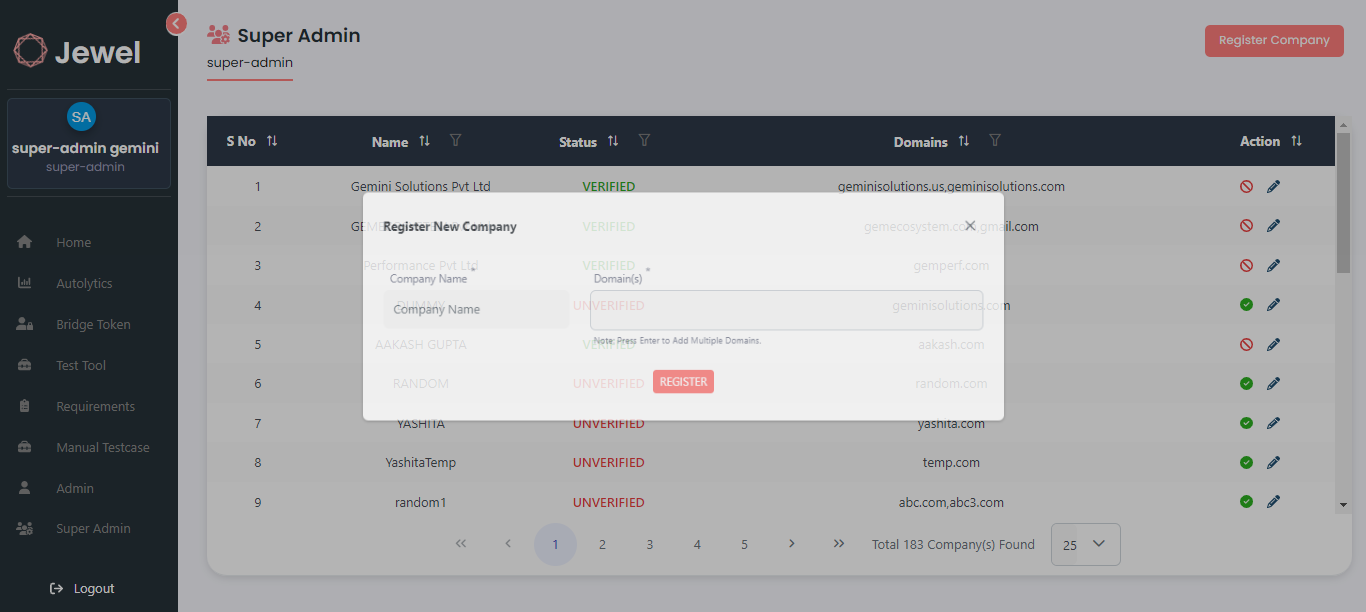 Jewel
SA
super-admin gemini
super-admin
Home
Autolytics
Bridge Token
Test Tool
Requirements
Manual Testcase
Admin
Super Admin
Logout
Super Admin
super-admin
Register Company
S No Name Status Domains Action
1 Gemini Solutions Pvt Ltd VERIFIED geminisolutions.us,geminisolutions.com
2 VERIFIED gemecosystem.com,gmail.com
3 Performance Pvt Ltd VERIFIED gemperf.com
4 DUMMY UNVERIFIED geminisolutions.com
5 AAKASH GUPTA VERIFIED aakash.com
6 RANDOM UNVERIFIED random.com
7 YASHITA UNVERIFIED yashita.com
8 YashitaTemp UNVERIFIED temp.com
9 random1 UNVERIFIED abc.com,abc3.com
Register New Company
Company Name * Domain(s) *
Company Name
Note: Press Enter to Add Multiple Domains.
REGISTER
1 2 3 4 5 Total 183 Company(s) Found 25